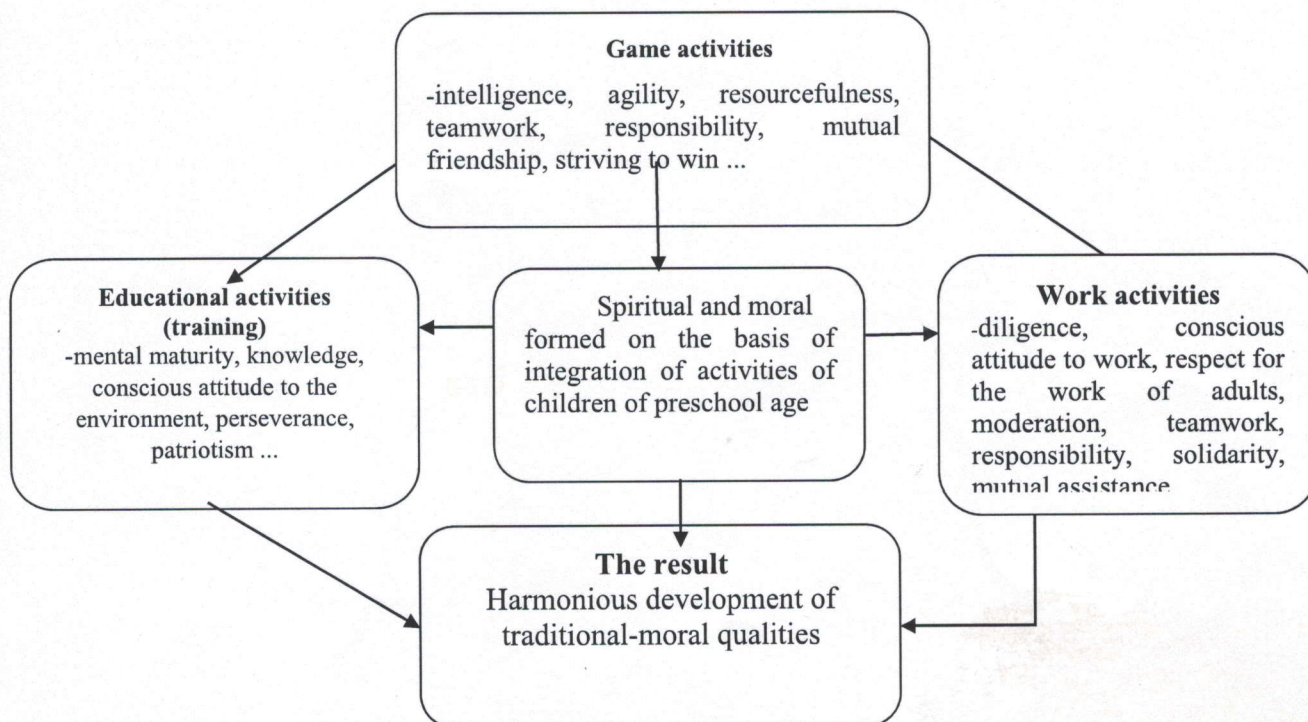 Game activities
-intelligence, agility, resourcefulness,
teamwork, responsibility, mutual
friendship, striving to win ...
Educational activities
(training)
-mental maturity, knowledge,
conscious attitude to the
environment, perseverance,
patriotism ...
Spiritual and moral
formed on the basis of
integration of activities of
children of preschool age
Work activities
-diligence, conscious
attitude to work, respect for
the work of adults,
moderation, teamwork,
responsibility, solidarity,
mutual assistance
The result
Harmonious development of
traditional-moral qualities